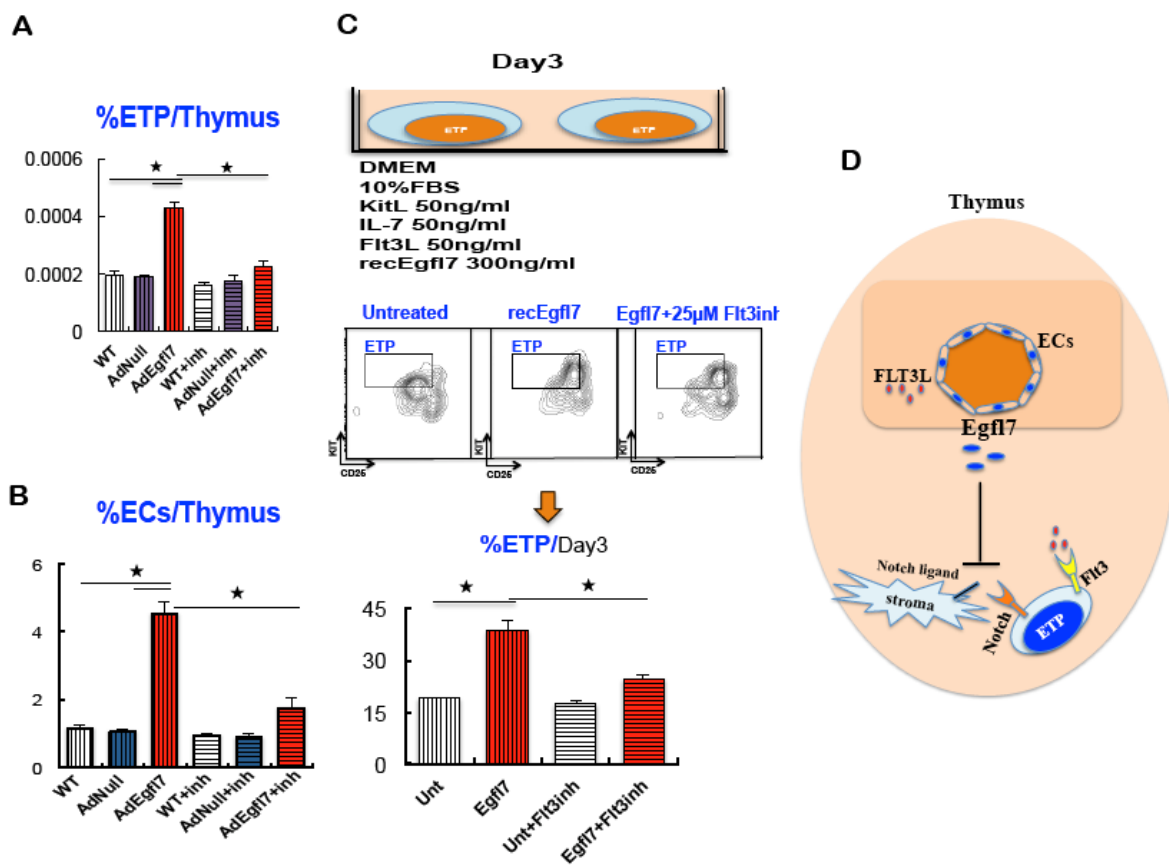 A
%ETP/Thymus
0.0006
0.0004
0.0002
0
WT
AdNull
AdEgfl7
WT+inh
AdNull+inh
AdEgfl7+inh
B
%ECs/Thymus
6
4
2
0
WT
AdNull
AdEgfl7
WT+inh
AdNull+inh
AdEgfl7+inh
C
Day3
ETP
ETP
DMEM
10%FBS
KitL 50ng/ml
IL-7 50ng/ml
Flt3L 50ng/ml
recEgfl7 300ng/ml
Untreated
recEgfl7
Egfl7+25µM Flt3inh
ETP
ETP
ETP
KIT
CD25
KIT
CD25
KIT
CD25
%ETP/Day3
45
30
15
0
Unt
Egfl7
Unt+Flt3inh
Egfl7+Flt3inh
D
Thymus
ECs
FLT3L
Egfl7
Notch ligand
stroma
Notch
Flt3
ETP